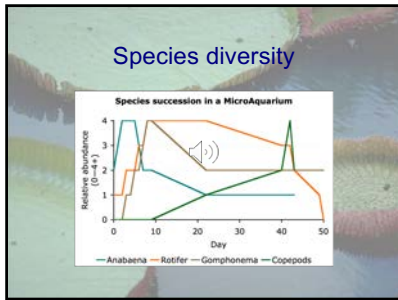 Species diversity
Species succession in a MicroAquarium
Relative abundance
(0—4+)
4
3
2
1
0
0 10 20 30 40 50
Day
Anabaena Rotifer Gomphonema Copepods